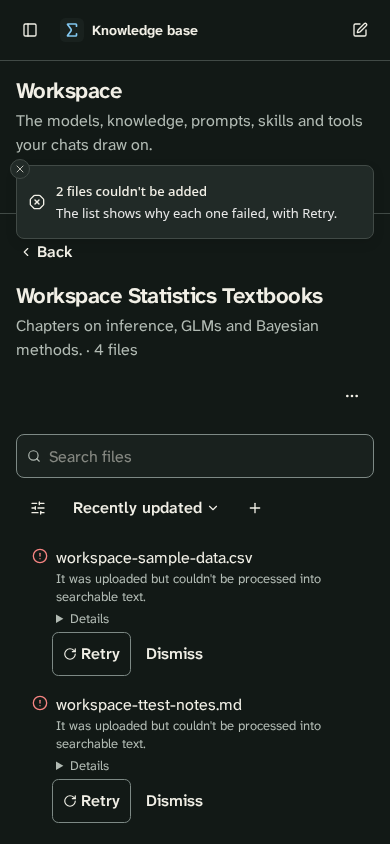 Knowledge base
Workspace
The models, knowledge, prompts, skills and tools
your chats draw on.
2 files couldn't be added
The list shows why each one failed, with Retry.
Back
Workspace Statistics Textbooks
Chapters on inference, GLMs and Bayesian
methods. · 4 files
Search files
Recently updated
workspace-sample-data.csv
It was uploaded but couldn't be processed into
searchable text.
Details
Retry Dismiss
workspace-ttest-notes.md
It was uploaded but couldn't be processed into
searchable text.
Details
Retry Dismiss